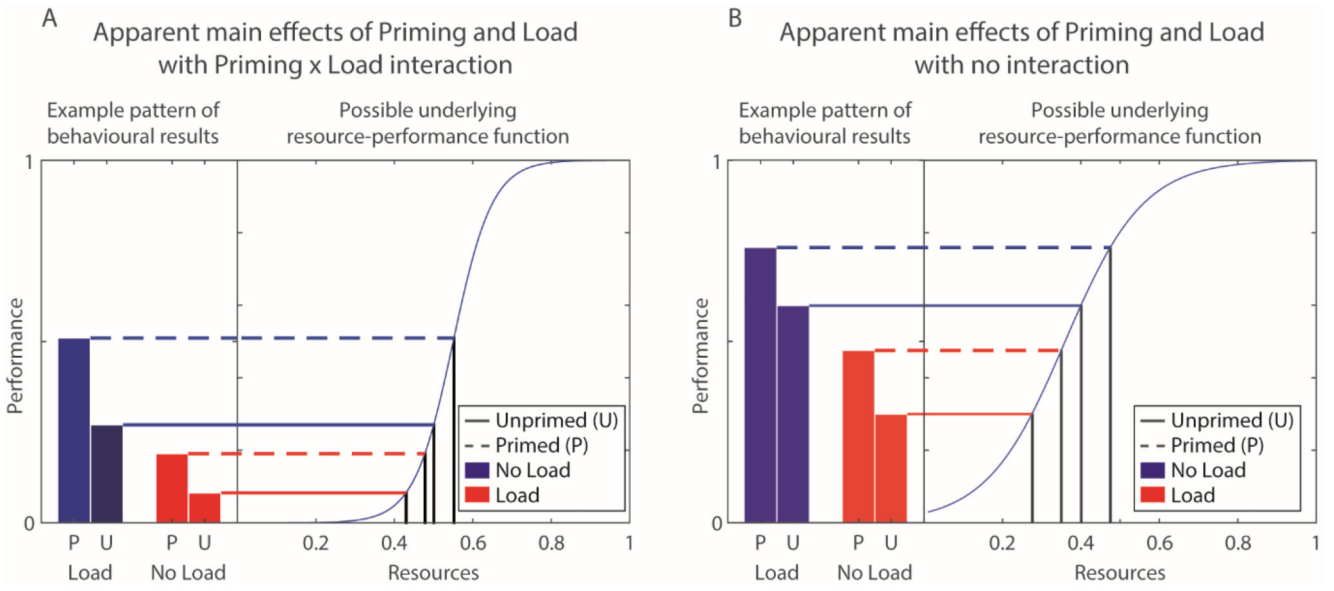 A
Apparent main effects of Priming and Load
with Priming x Load interaction
Example pattern of
behavioural results
Possible underlying
resource-performance function
1
Performance
0
Unprimed (U)
Primed (P)
No Load
Load
P U P U
0.2 0.4 0.6 0.8 1
Load No Load Resources
B
Apparent main effects of Priming and Load
with no interaction
Example pattern of
behavioural results
Possible underlying
resource-performance function
1
Performance
0
Unprimed (U)
Primed (P)
No Load
Load
P U P U
0.2 0.4 0.6 0.8 1
Load No Load Resources